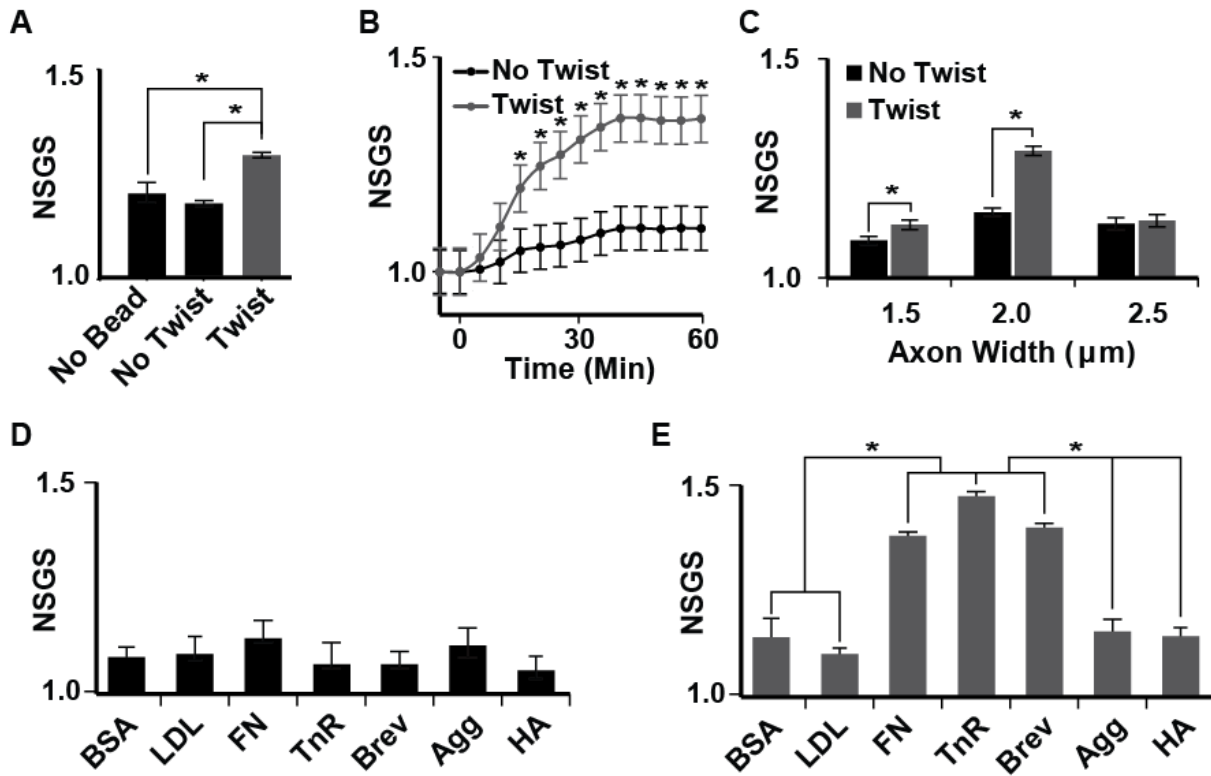 A
1.5
NSGS
1.0
* 
*
No Bead
No Twist
Twist
B
1.5
No Twist
Twist
NSGS
1.0
* * * * * * * * * *
0 30 60
Time (Min)
C
1.5
No Twist
Twist
NSGS
1.0
*
*
1.5 2.0 2.5
Axon Width (µm)
D
1.5
NSGS
1.0
BSA LDL FN TnR Brev Agg HA
E
1.5
NSGS
1.0
* *
BSA LDL FN TnR Brev Agg HA